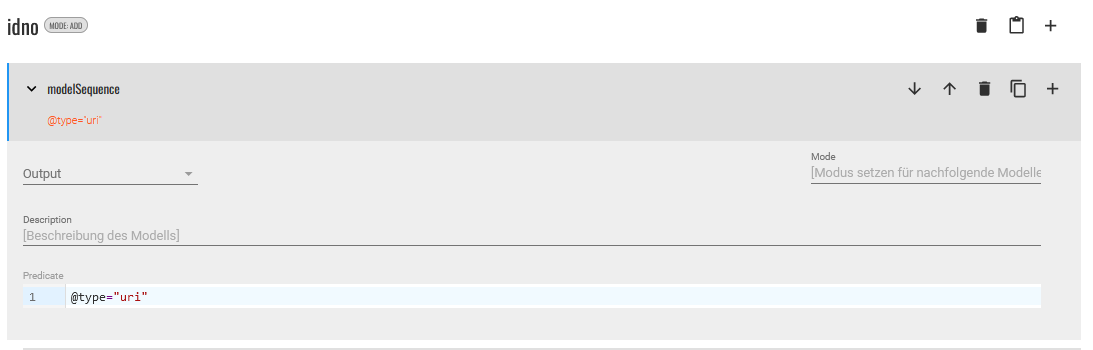 idno MODE: ADD
modelSequence
@type="uri"
Output
Mode
[Modus setzen für nachfolgende Modelle
Description
[Beschreibung des Modells]
Predicate
1 @type="uri"